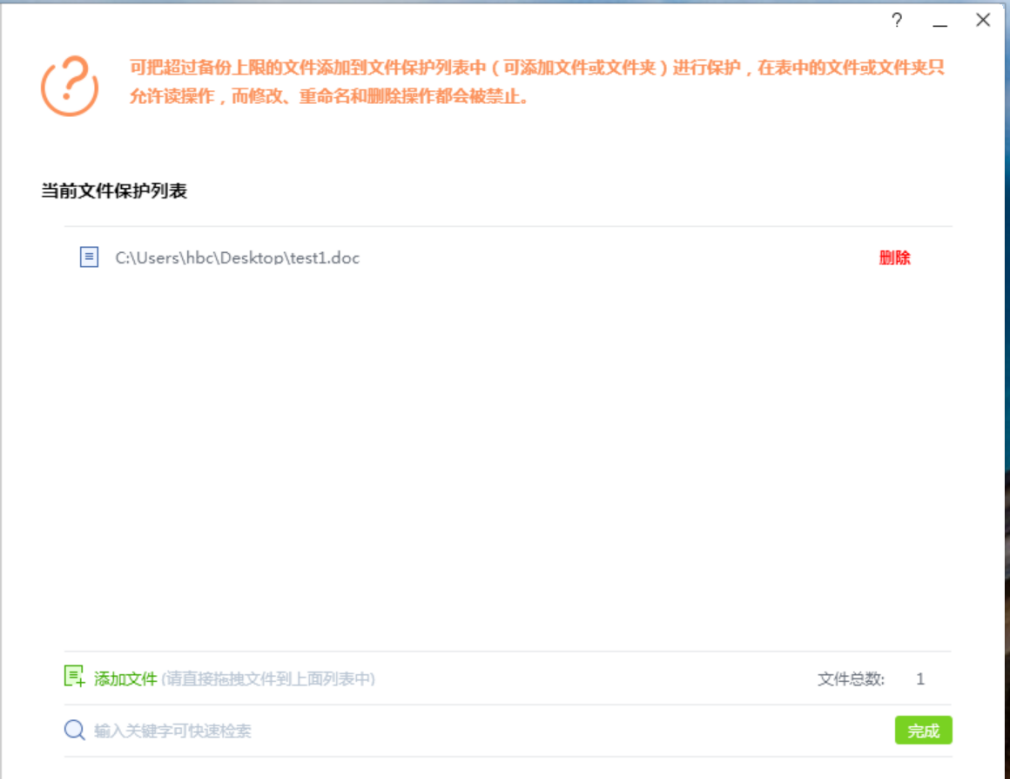 可把超过备份上限的文件添加到文件保护列表中（可添加文件或文件夹）进行保护，在表中的文件或文件夹只
允许读操作，而修改、重命名和删除操作都会被禁止。
当前文件保护列表
C:\Users\hbc\Desktop\test1.doc 删除
添加文件 (请直接拖拽文件到上面列表中) 文件总数: 1
输入关键字可快速检索 完成